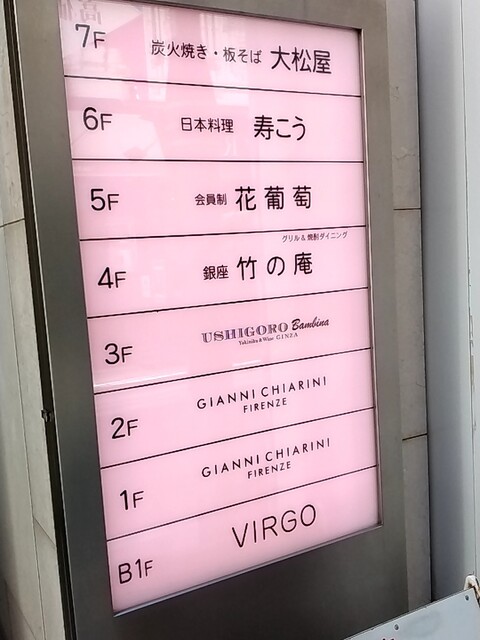 7F 炭火焼き・板そば 大松屋
6F 日本料理 寿こう
5F 会員制 花葡萄
グリル&焼酎ダイニング
4F 銀座 竹の庵
3F USHIGORO Bambina
Yakiniku & Wine GINZA
2F GIANNI CHIARINI
FIRENZE
1F GIANNI CHIARINI
FIRENZE
B1F VIRGO